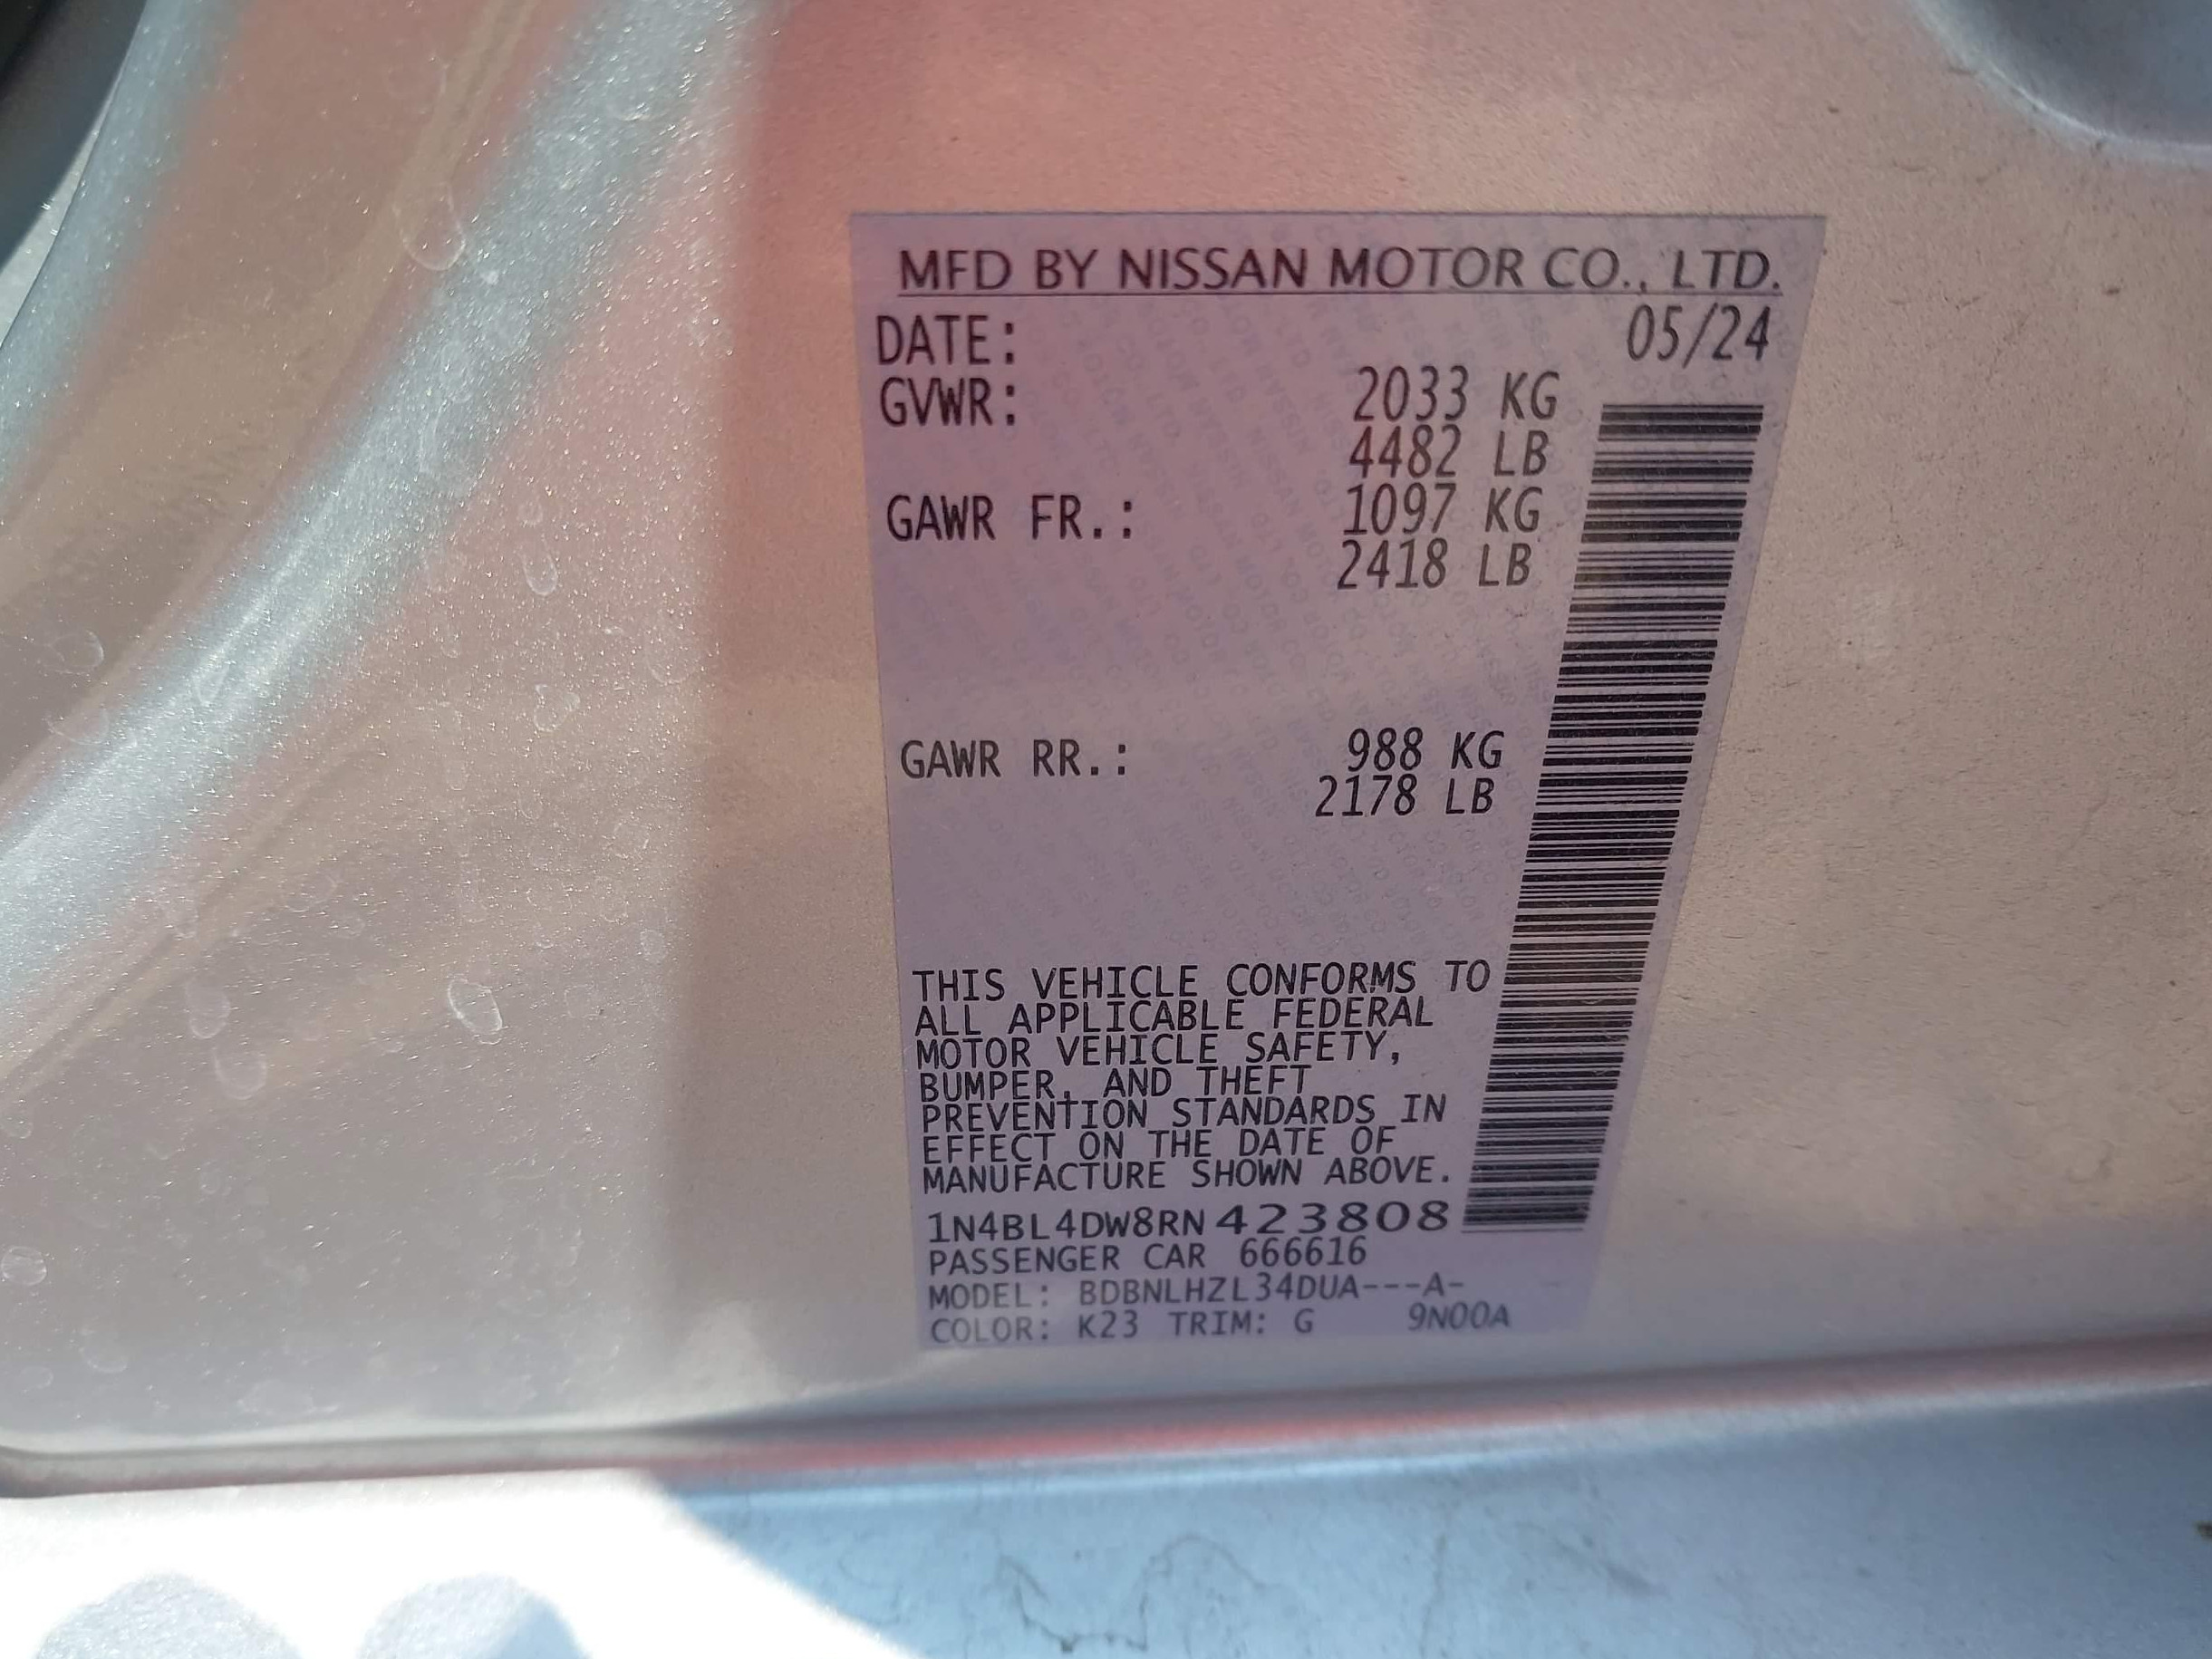 MFD BY NISSAN MOTOR CO., LTD.
DATE: 05/24
GVWR: 2033 KG
4482 LB
GAWR FR.: 1097 KG
2418 LB
GAWR RR.: 988 KG
2178 LB
THIS VEHICLE CONFORMS TO
ALL APPLICABLE FEDERAL
MOTOR VEHICLE SAFETY,
BUMPER, AND THEFT
PREVENTION STANDARDS IN
EFFECT ON THE DATE OF
MANUFACTURE SHOWN ABOVE.
1N4BL4DW8RN423808
PASSENGER CAR 666616
MODEL: BDBNLHZL34DUA---A-
COLOR: K23 TRIM: G 9N00A